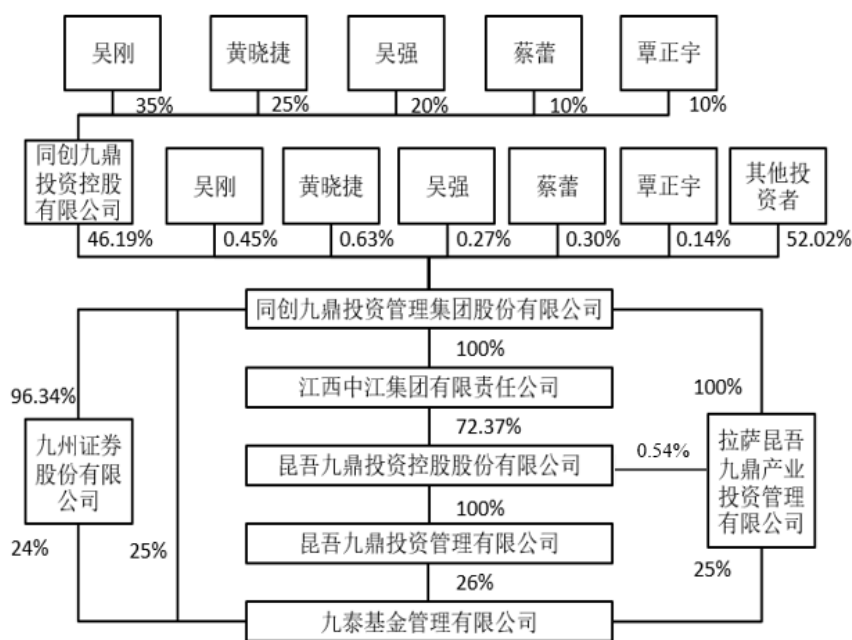 吴刚
黄晓捷
吴强
蔡蕾
覃正宇
35%
25%
20%
10%
10%
同创九鼎
投资控股
有限公司
吴刚
黄晓捷
吴强
蔡蕾
覃正宇
其他投
资者
46.19%
0.45%
0.63%
0.27%
0.30%
0.14%
52.02%
同创九鼎投资管理集团股份有限公司
100%
江西中江集团有限责任公司
96.34%
100%
72.37%
九州证券
股份有限
公司
昆吾九鼎投资控股股份有限公司
0.54%
拉萨昆吾
九鼎产业
投资管理
有限公司
100%
昆吾九鼎投资管理有限公司
24%
25%
26%
25%
九泰基金管理有限公司